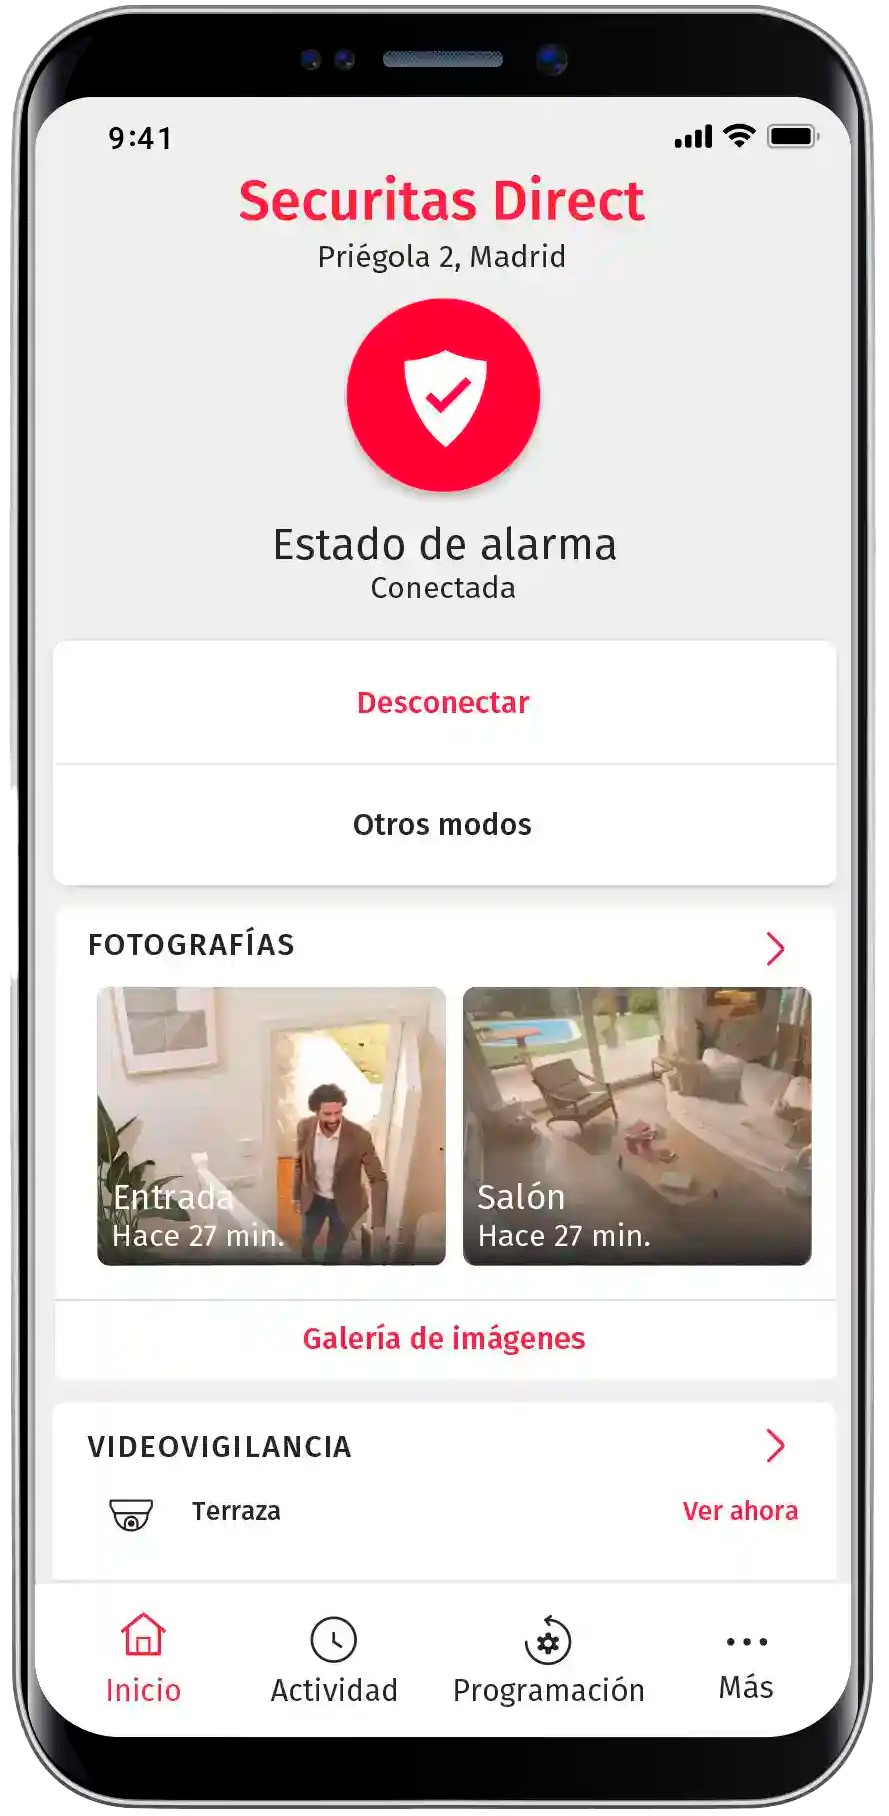 9:41
Securitas Direct
Priégola 2, Madrid
Estado de alarma
Conectada
Desconectar
Otros modos
FOTOGRAFÍAS
Entrada
Hace 27 min.
Salón
Hace 27 min.
Galería de imágenes
VIDEOVIGILANCIA
Terraza
Ver ahora
Inicio
Actividad
Programación
Más